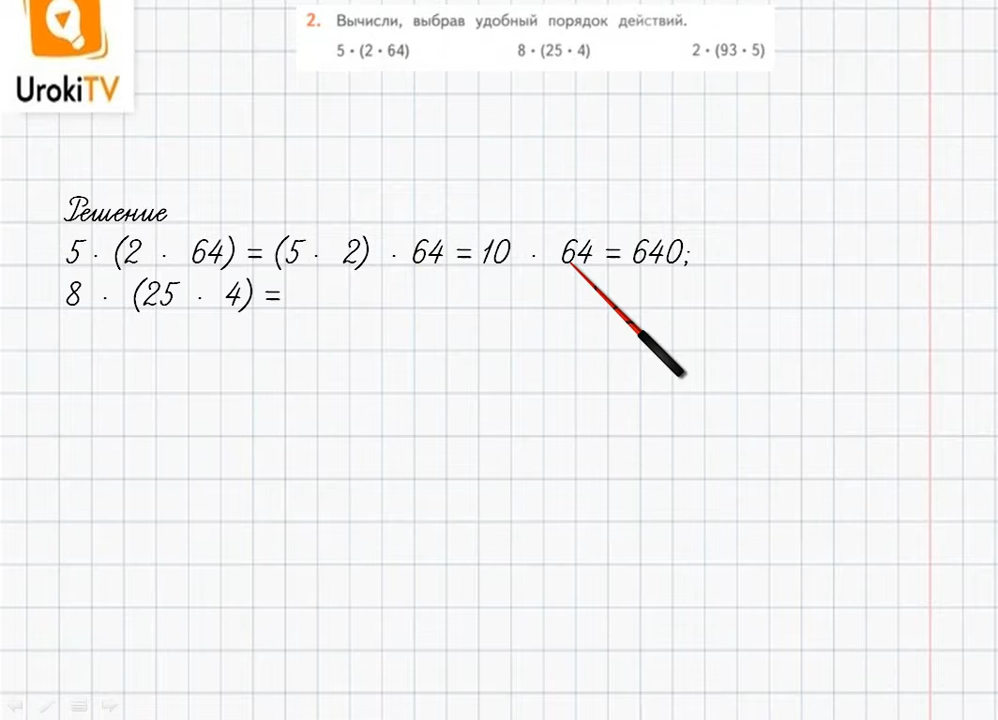 UrokiTV
2. Вычисли, выбрав удобный порядок действий.
5 · (2 · 64) 8 · (25 · 4) 2 · (93 · 5)
Решение
5 · (2 · 64) = (5 · 2) · 64 = 10 · 64 = 640;
8 · (25 · 4) =